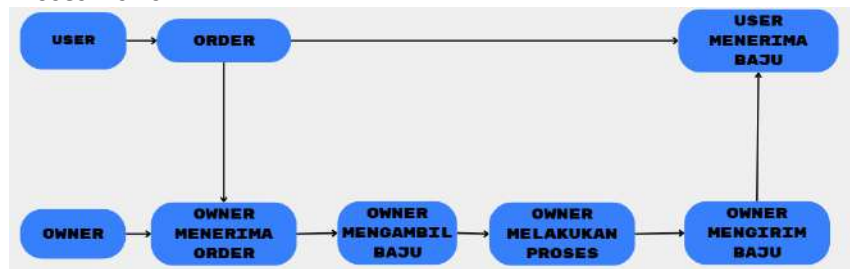 USER
ORDER
USER
MENERIMA
BAJU
OWNER
OWNER
MENERIMA
ORDER
OWNER
MENGAMBIL
BAJU
OWNER
MELAKUKAN
PROSES
OWNER
MENGIRIM
BAJU